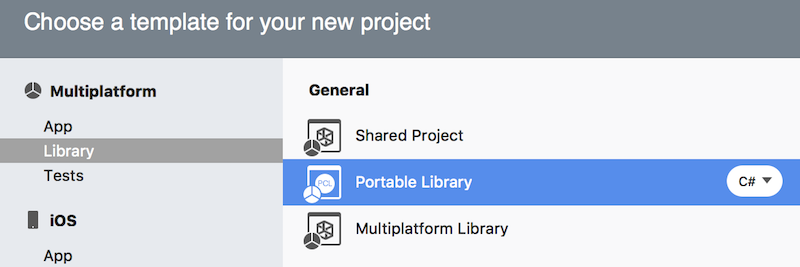 Choose a template for your new project
Multiplatform
App
Library
Tests
iOS
App
General
Shared Project
PCL
Portable Library
C#
Multiplatform Library